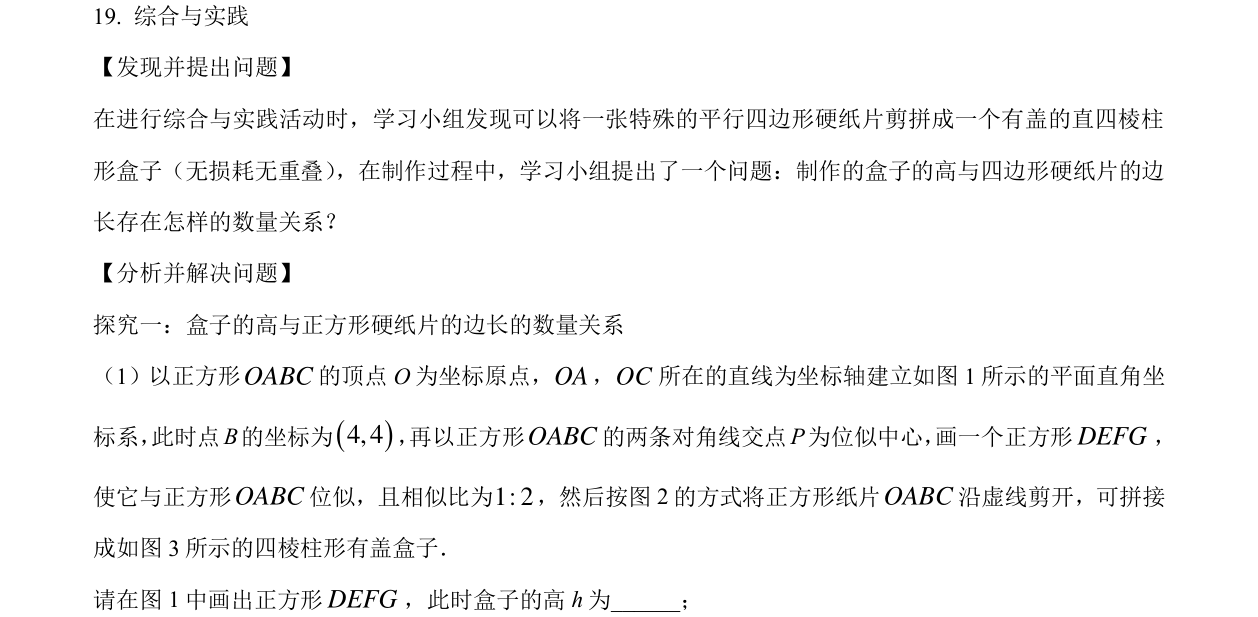 19. 综合与实践
【发现并提出问题】
在进行综合与实践活动时，学习小组发现可以将一张特殊的平行四边形硬纸片剪拼成一个有盖的直四棱柱
形盒子（无损耗无重叠），在制作过程中，学习小组提出了一个问题：制作的盒子的高与四边形硬纸片的边
长存在怎样的数量关系？
【分析并解决问题】
探究一：盒子的高与正方形硬纸片的边长的数量关系
（1）以正方形OABC的顶点O为坐标原点，OA，OC所在的直线为坐标轴建立如图1所示的平面直角坐
标系，此时点B的坐标为(4,4)，再以正方形OABC的两条对角线交点P为位似中心，画一个正方形DEFG，
使它与正方形OABC位似，且相似比为1:2，然后按图2的方式将正方形纸片OABC沿虚线剪开，可拼接
成如图3所示的四棱柱形有盖盒子．
请在图1中画出正方形DEFG，此时盒子的高h为______；